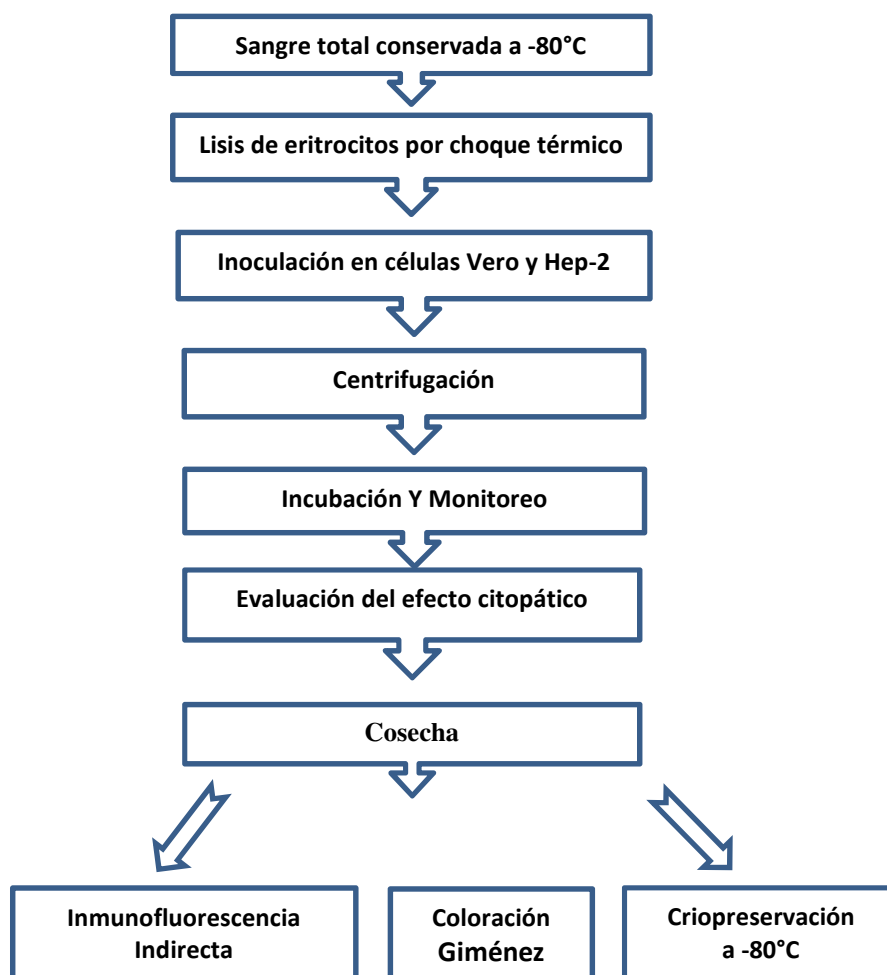 Sangre total conservada a -80°C
Lisis de eritrocitos por choque térmico
Inoculación en células Vero y Hep-2
Centrifugación
Incubación Y Monitoreo
Evaluación del efecto citopático
Cosecha
Inmunofluorescencia
Indirecta
Coloración
Giménez
Criopreservación
a -80°C